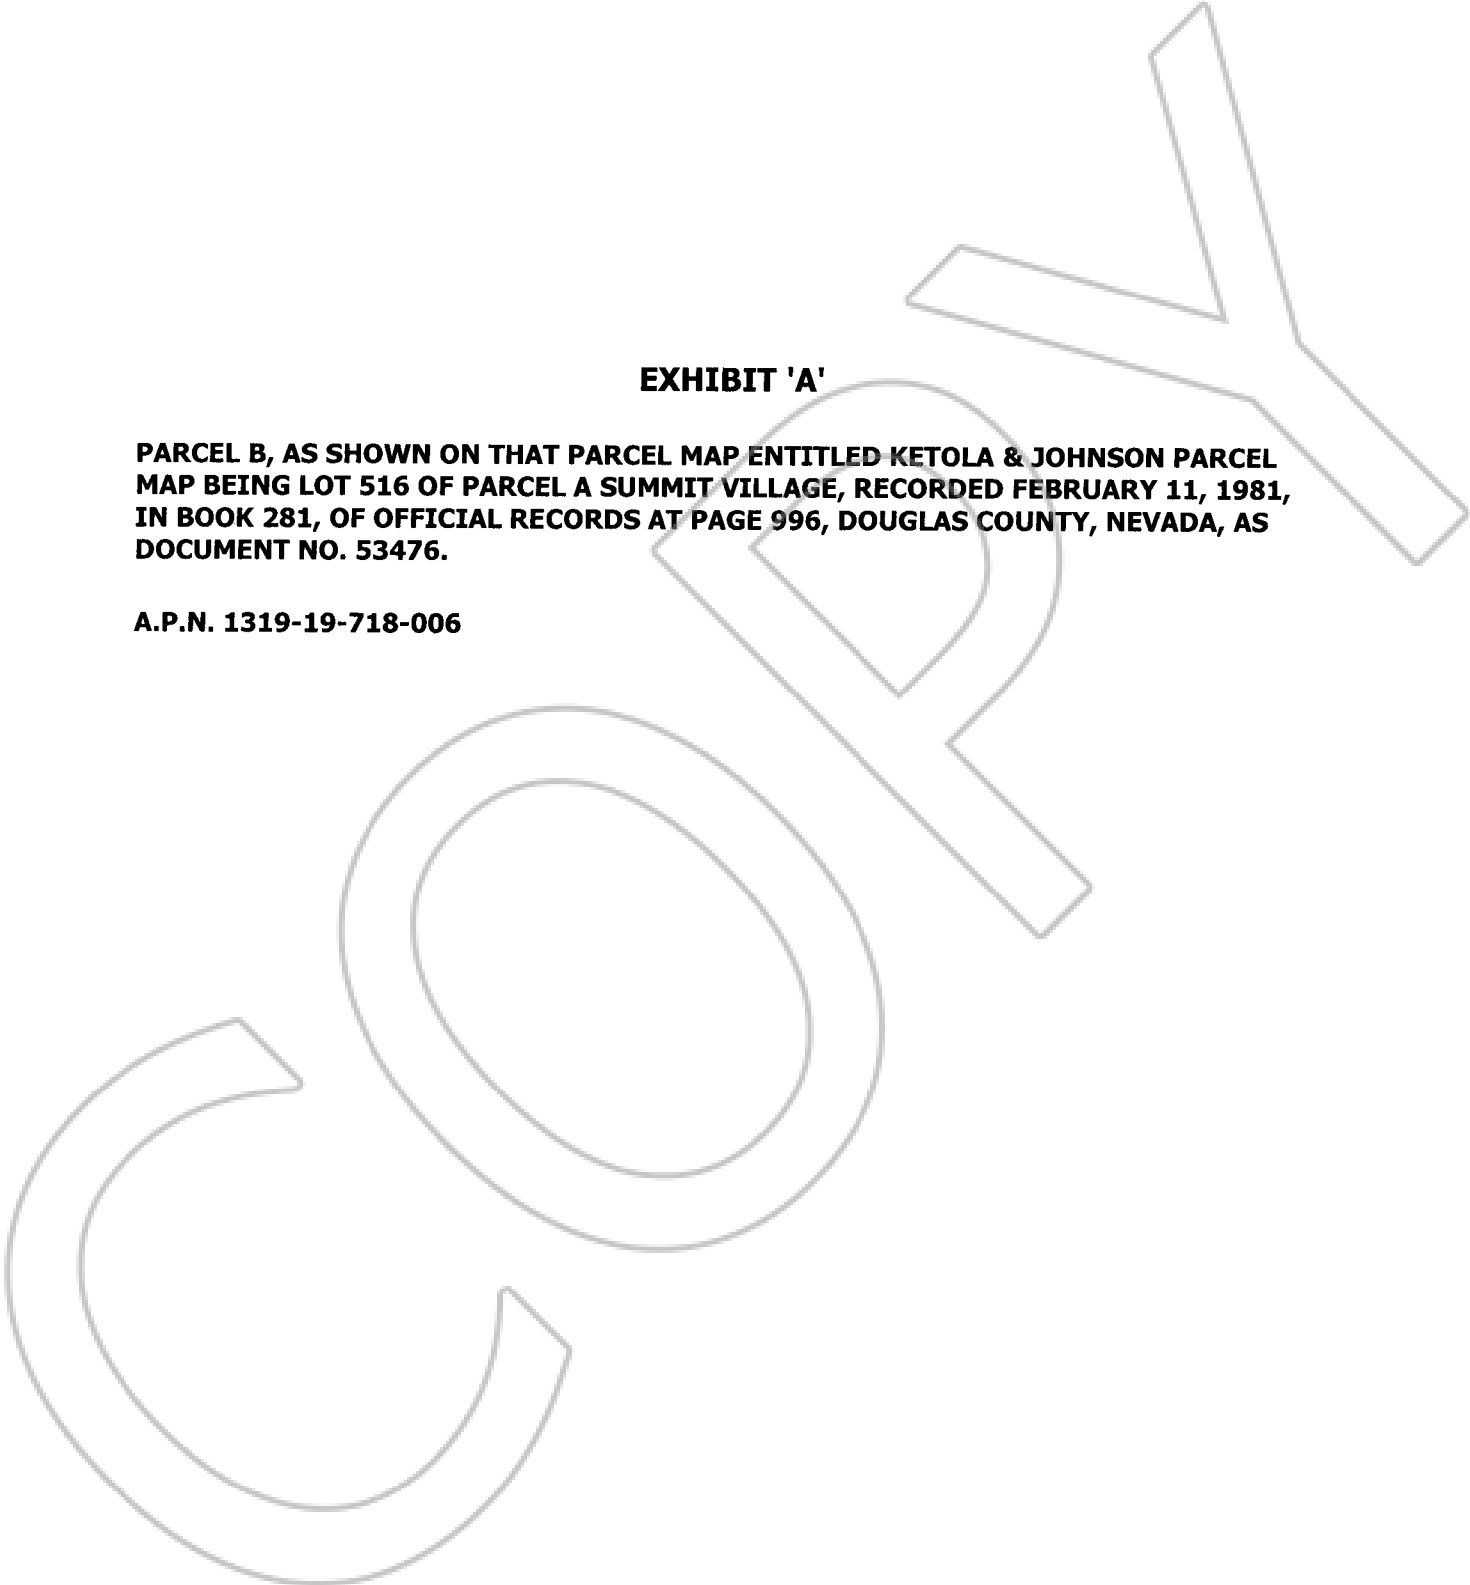 EXHIBIT 'A'
PARCEL B, AS SHOWN ON THAT PARCEL MAP ENTITLED KETOLA & JOHNSON PARCEL
MAP BEING LOT 516 OF PARCEL A SUMMIT VILLAGE, RECORDED FEBRUARY 11, 1981,
IN BOOK 281, OF OFFICIAL RECORDS AT PAGE 996, DOUGLAS COUNTY, NEVADA, AS
DOCUMENT NO. 53476.
A.P.N. 1319-19-718-006
COPY